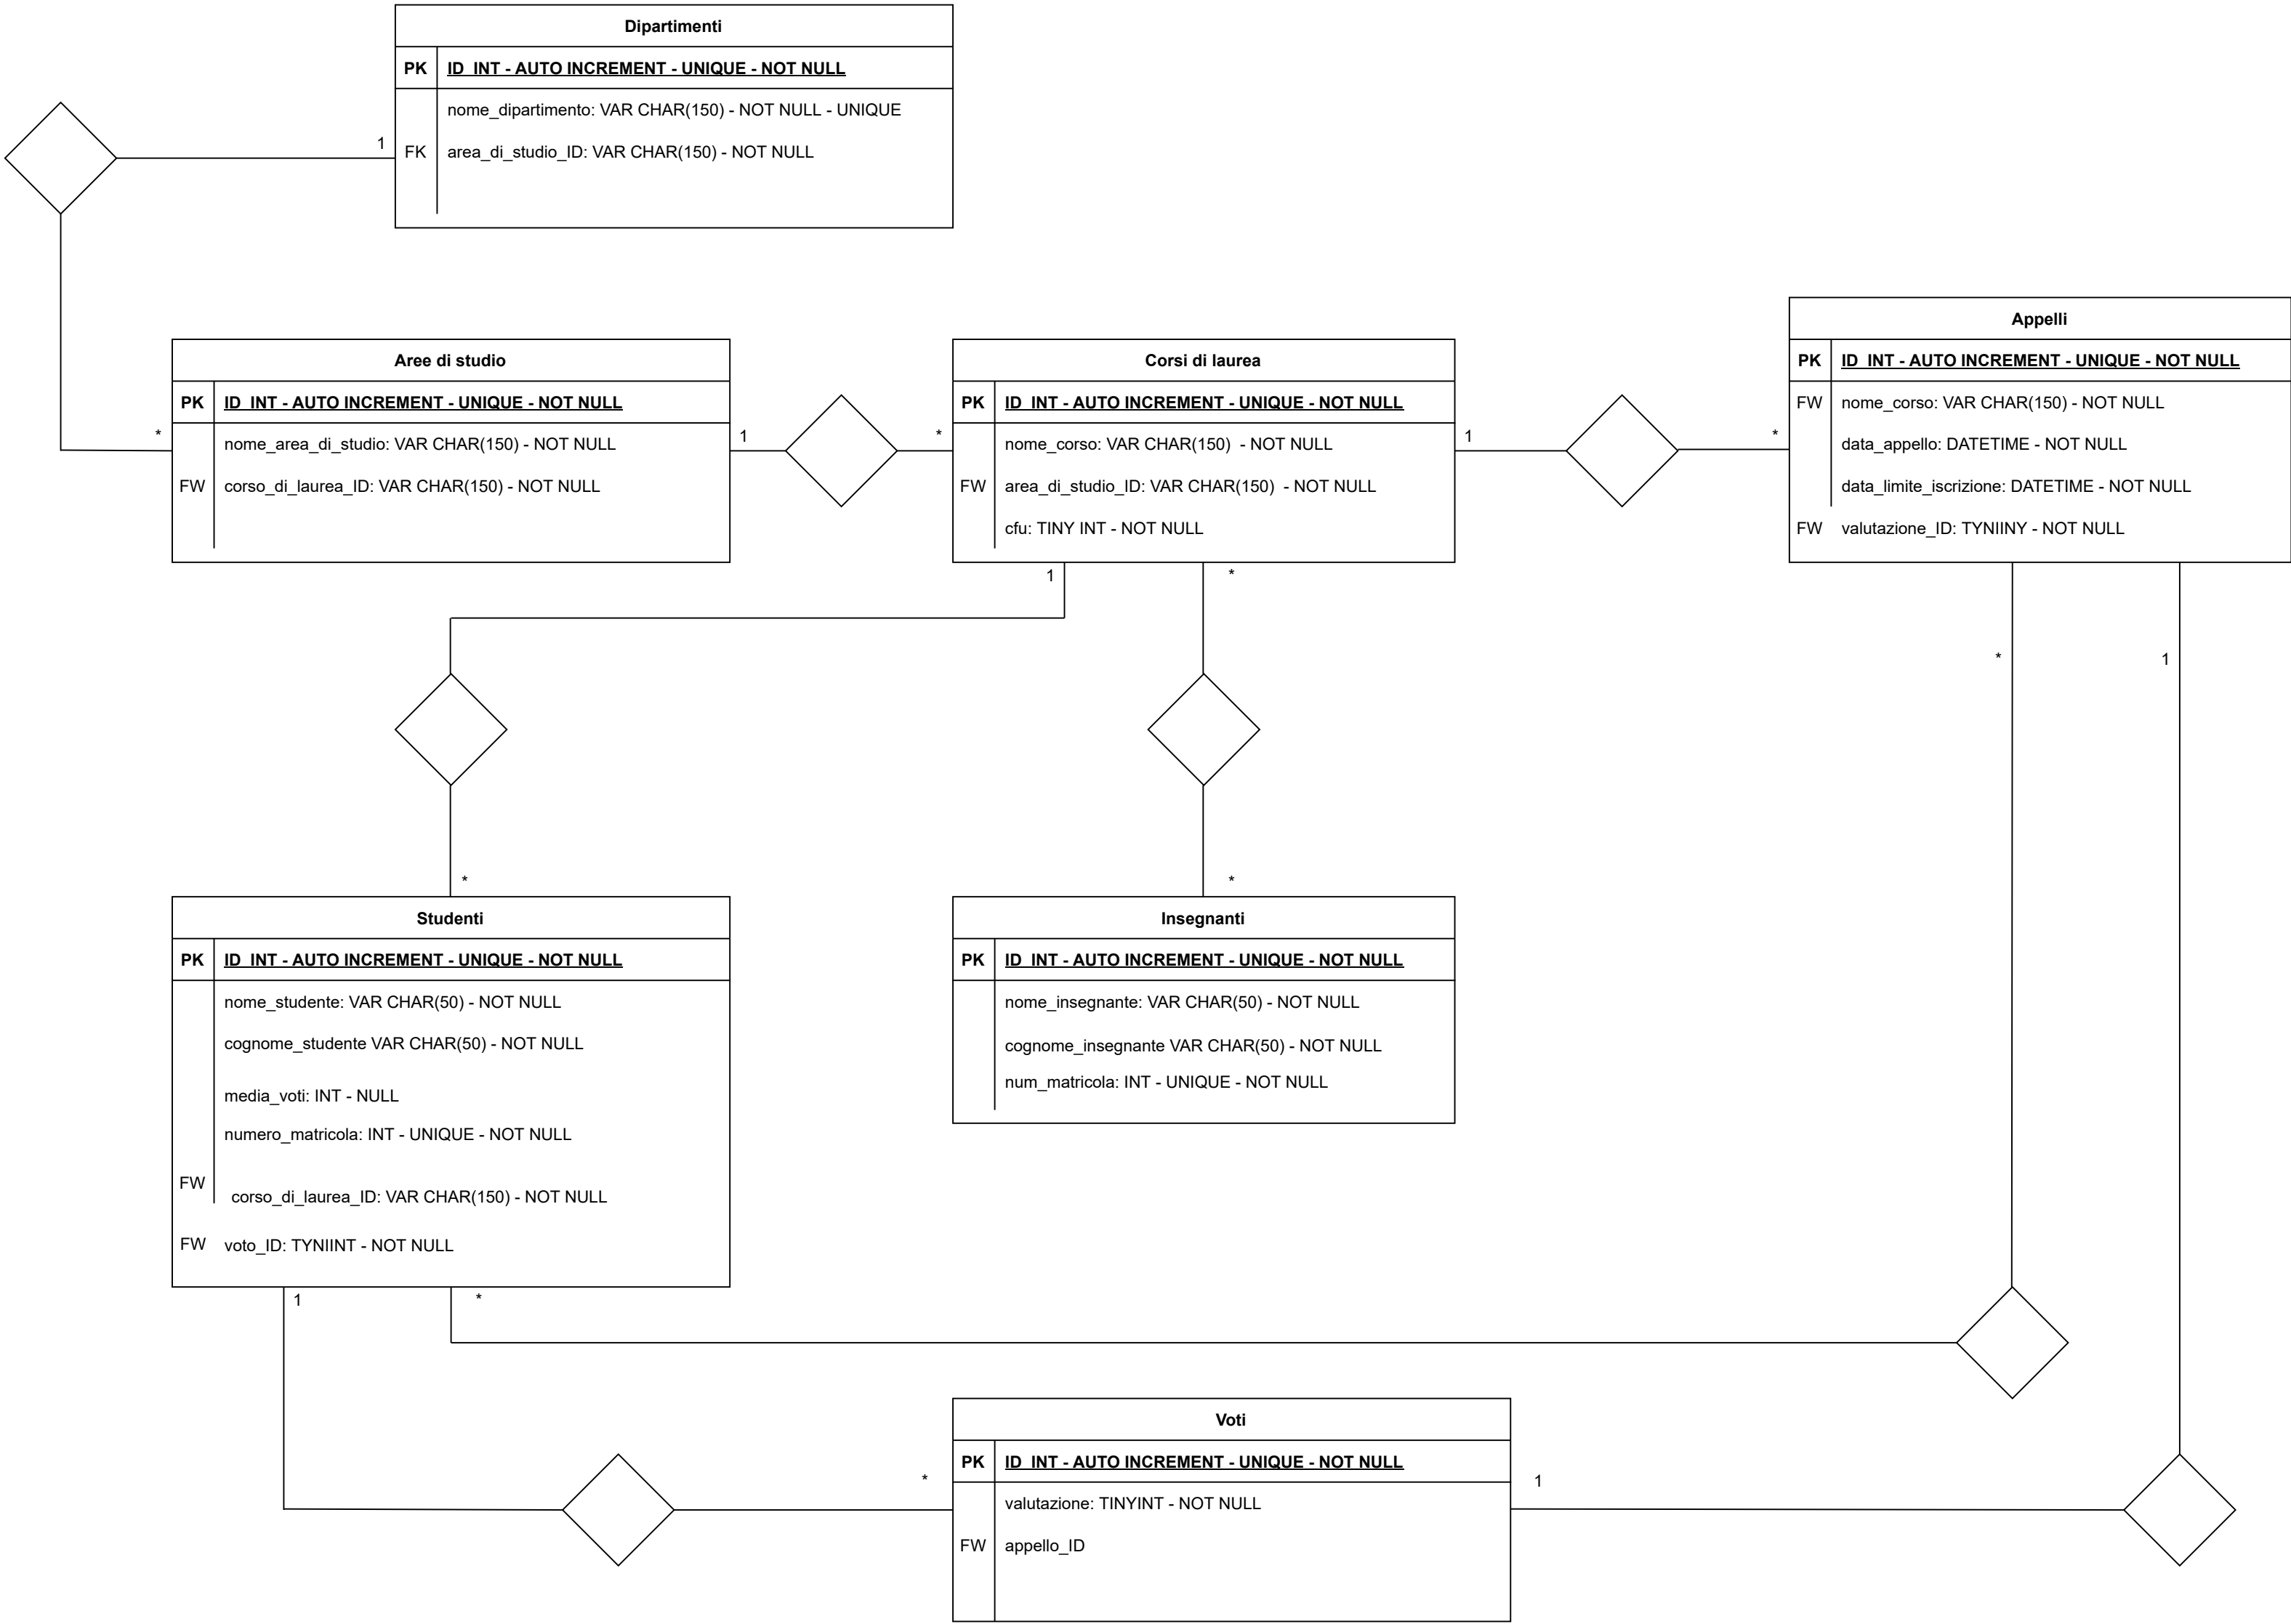 Dipartimenti
PK ID INT - AUTO INCREMENT - UNIQUE - NOT NULL
nome_dipartimento: VAR CHAR(150) - NOT NULL - UNIQUE
FK area_di_studio_ID: VAR CHAR(150) - NOT NULL
1
*
Aree di studio
PK ID INT - AUTO INCREMENT - UNIQUE - NOT NULL
nome_area_di_studio: VAR CHAR(150) - NOT NULL
FW corso_di_laurea_ID: VAR CHAR(150) - NOT NULL
1
*
Corsi di laurea
PK ID INT - AUTO INCREMENT - UNIQUE - NOT NULL
nome_corso: VAR CHAR(150) - NOT NULL
FW area_di_studio_ID: VAR CHAR(150) - NOT NULL
cfu: TINY INT - NOT NULL
1
*
Appelli
PK ID INT - AUTO INCREMENT - UNIQUE - NOT NULL
FW nome_corso: VAR CHAR(150) - NOT NULL
data_appello: DATETIME - NOT NULL
data_limite_iscrizione: DATETIME - NOT NULL
FW valutazione_ID: TYNIINY - NOT NULL
1
*
*
1
*
*
Studenti
PK ID INT - AUTO INCREMENT - UNIQUE - NOT NULL
nome_studente: VAR CHAR(50) - NOT NULL
cognome_studente VAR CHAR(50) - NOT NULL
media_voti: INT - NULL
numero_matricola: INT - UNIQUE - NOT NULL
FW corso_di_laurea_ID: VAR CHAR(150) - NOT NULL
FW voto_ID: TYNIINT - NOT NULL
Insegnanti
PK ID INT - AUTO INCREMENT - UNIQUE - NOT NULL
nome_insegnante: VAR CHAR(50) - NOT NULL
cognome_insegnante VAR CHAR(50) - NOT NULL
num_matricola: INT - UNIQUE - NOT NULL
1
*
*
1
Voti
PK ID INT - AUTO INCREMENT - UNIQUE - NOT NULL
valutazione: TINYINT - NOT NULL
FW appello_ID